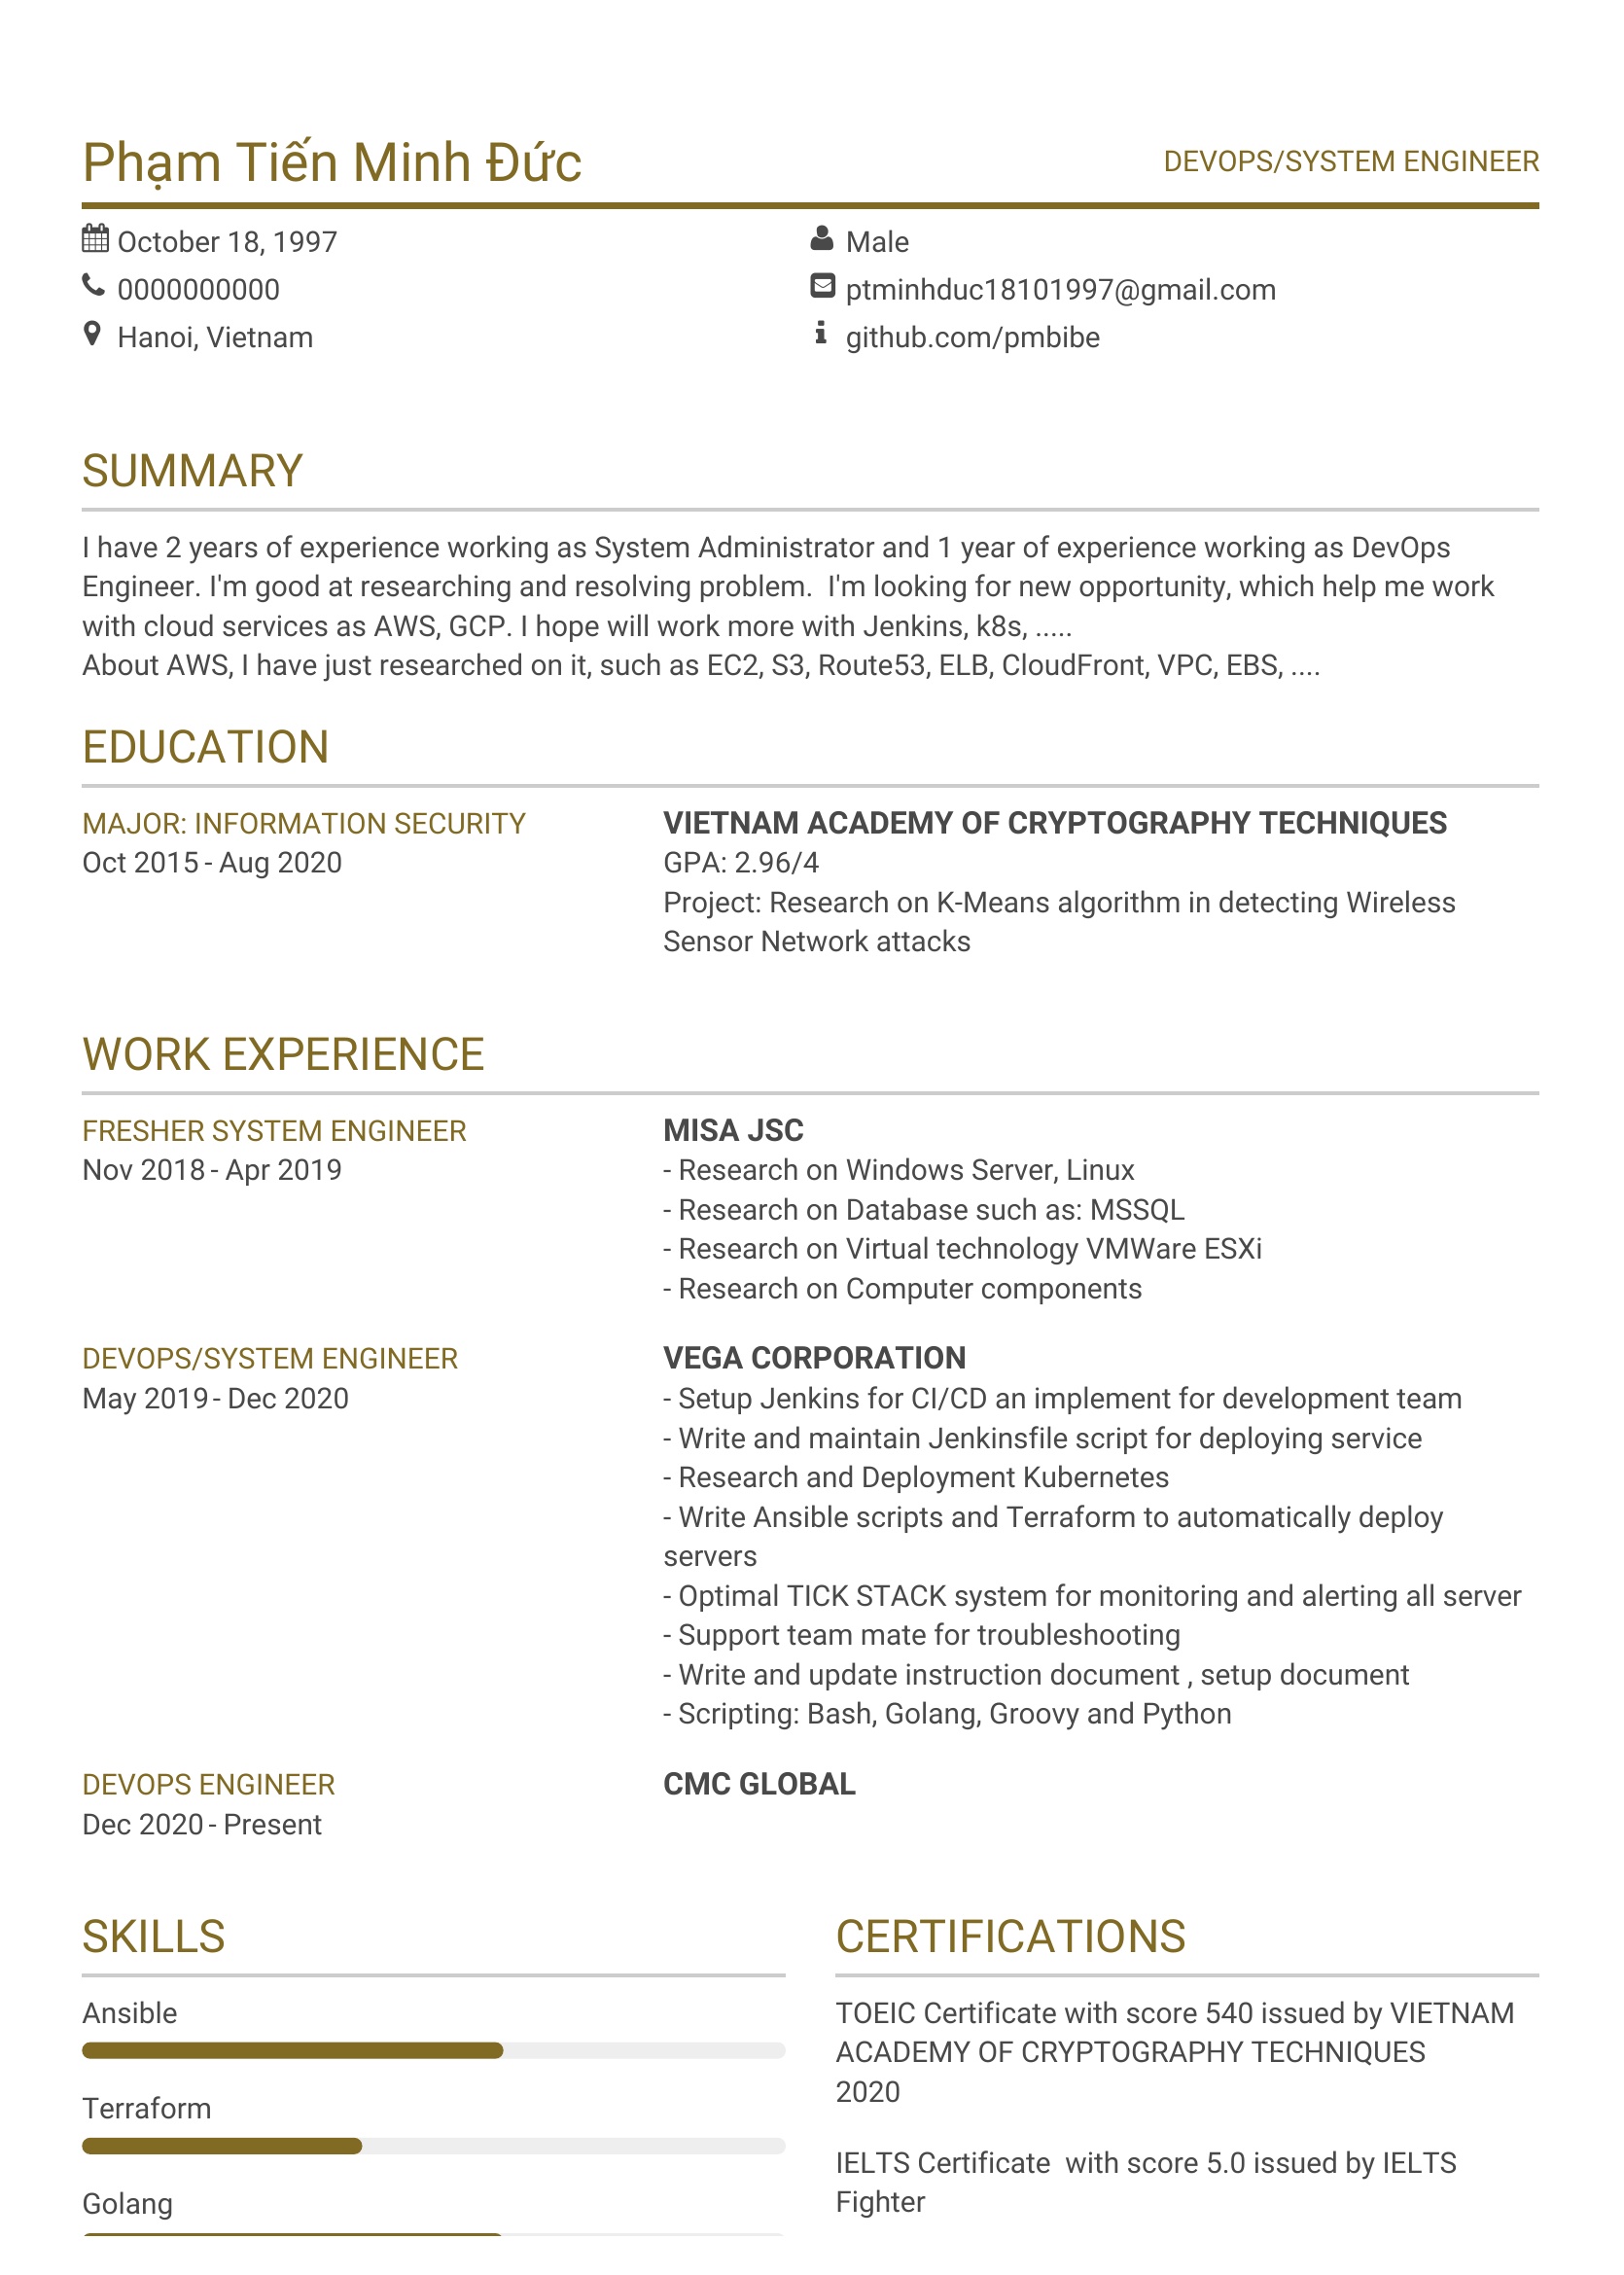 Phạm Tiến Minh Đức
DEVOPS/SYSTEM ENGINEER
October 18, 1997
Male
0000000000
ptminhduc18101997@gmail.com
Hanoi, Vietnam
github.com/pmbibe
SUMMARY
I have 2 years of experience working as System Administrator and 1 year of experience working as DevOps
Engineer. I'm good at researching and resolving problem.  I'm looking for new opportunity, which help me work
with cloud services as AWS, GCP. I hope will work more with Jenkins, k8s, .....
About AWS, I have just researched on it, such as EC2, S3, Route53, ELB, CloudFront, VPC, EBS, ....
EDUCATION
MAJOR: INFORMATION SECURITY
Oct 2015 - Aug 2020
VIETNAM ACADEMY OF CRYPTOGRAPHY TECHNIQUES
GPA: 2.96/4
Project: Research on K-Means algorithm in detecting Wireless
Sensor Network attacks
WORK EXPERIENCE
FRESHER SYSTEM ENGINEER
Nov 2018 - Apr 2019
MISA JSC
- Research on Windows Server, Linux
- Research on Database such as: MSSQL
- Research on Virtual technology VMWare ESXi
- Research on Computer components
DEVOPS/SYSTEM ENGINEER
May 2019 - Dec 2020
VEGA CORPORATION
- Setup Jenkins for CI/CD an implement for development team
- Write and maintain Jenkinsfile script for deploying service
- Research and Deployment Kubernetes
- Write Ansible scripts and Terraform to automatically deploy
servers
- Optimal TICK STACK system for monitoring and alerting all server
- Support team mate for troubleshooting
- Write and update instruction document , setup document
- Scripting: Bash, Golang, Groovy and Python
DEVOPS ENGINEER
Dec 2020 - Present
CMC GLOBAL
SKILLS
Ansible
Terraform
Golang
CERTIFICATIONS
TOEIC Certificate with score 540 issued by VIETNAM
ACADEMY OF CRYPTOGRAPHY TECHNIQUES
2020
IELTS Certificate  with score 5.0 issued by IELTS
Fighter